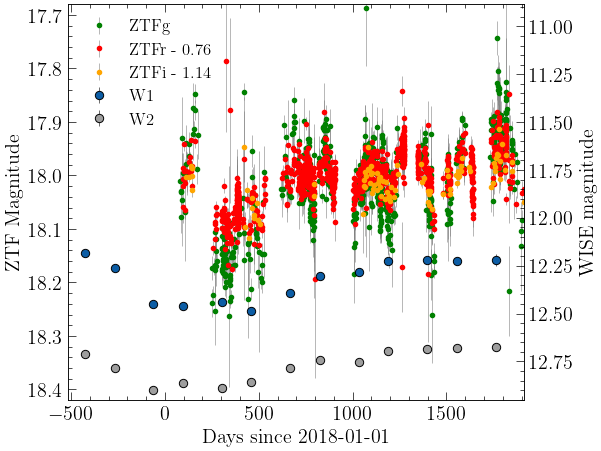 ZTFg
ZTFr - 0.76
ZTFi - 1.14
W1
W2
17.7
17.8
17.9
18.0
18.1
18.2
18.3
18.4
ZTF Magnitude
11.00
11.25
11.50
11.75
12.00
12.25
12.50
12.75
WISE magnitude
−500
0
500
1000
1500
Days since 2018-01-01